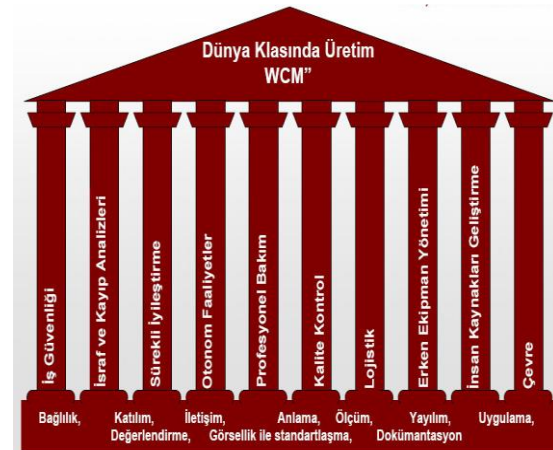 Dünya Klasında Üretim
WCM”
İş Güvenliği
İsraf ve Kayıp Analizleri
Sürekli İyileştirme
Otonom Faaliyetler
Profesyonel Bakım
Kalite Kontrol
Lojistik
Erken Ekipman Yönetimi
İnsan Kaynakları Geliştirme
Çevre
Bağlılık, Katılım, İletişim, Anlama, Ölçüm, Yayılım, Uygulama,
Değerlendirme, Görsellik ile standartlaşma, Dokümantasyon